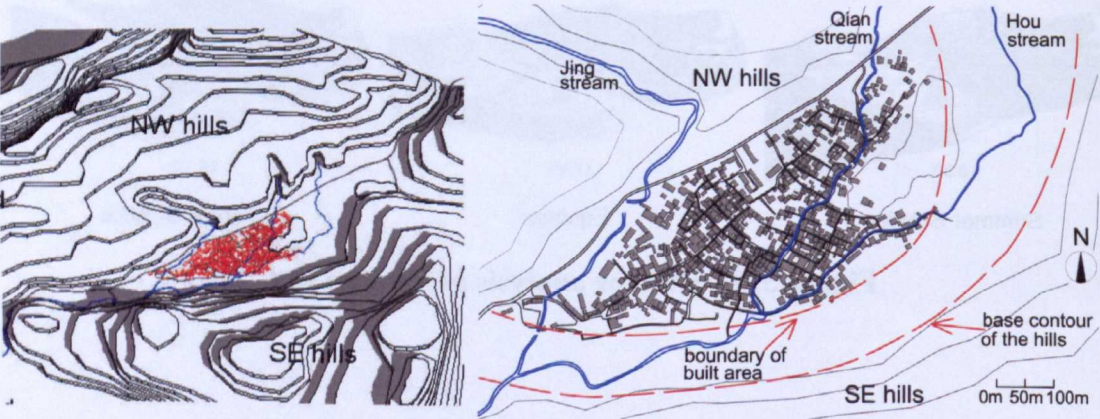 NW hills
SE hills
Qian
stream
Hou
stream
Jing
stream
NW hills
N
boundary of
built area
base contour
of the hills
SE hills
0m 50m 100m